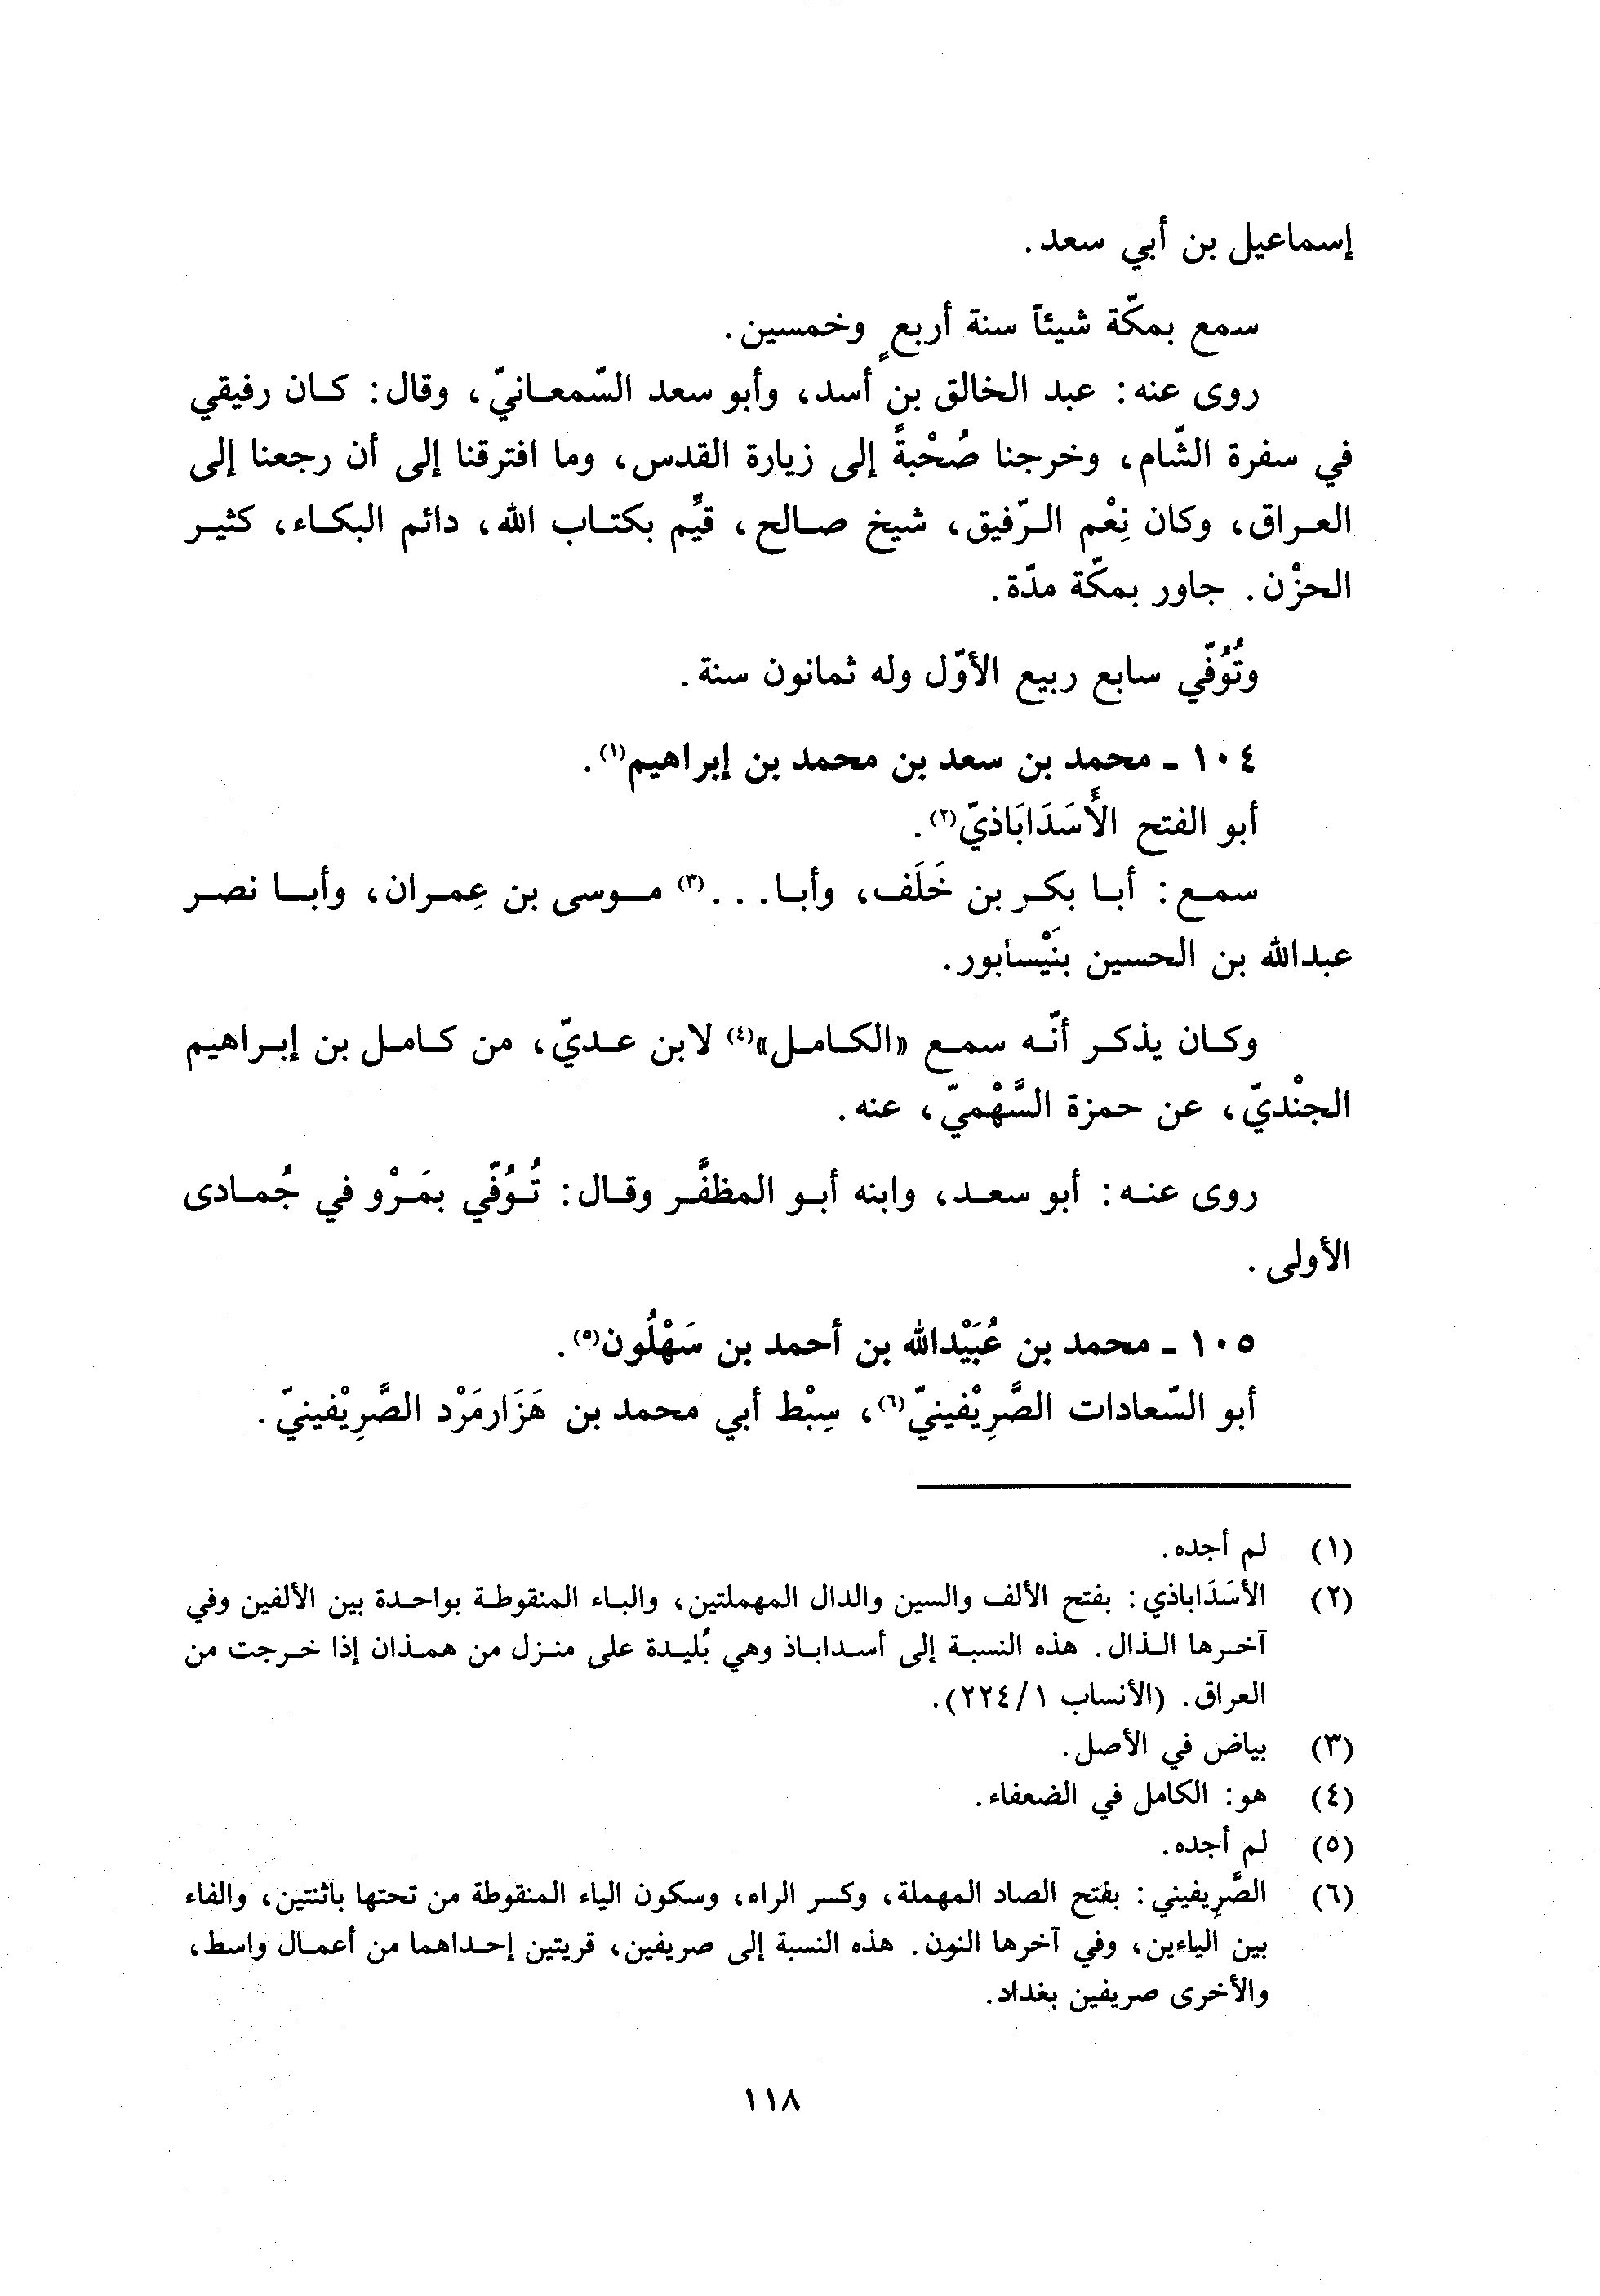 إسماعيل بن أبي سعد.
سمع بمكّة شيئاً سنة أربعٍ وخمسين.
روى عنه: عبد الخالق بن أسد، وأبو سعد السّمعانيّ، وقال: كان رفيقي
في سفرة الشّام، وخرجنا صُحْبةً إلى زيارة القدس، وما افترقنا إلى أن رجعنا إلى
العراق، وكان نِعْم الرّفيق، شيخ صالح، قيِّم بكتاب الله، دائم البكاء، كثير
الحزْن. جاور بمكّة مدّة.
وتُوُفّي سابع ربيع الأوّل وله ثمانون سنة.
١٠٤ - محمد بن سعد بن محمد بن إبراهيم(١).
أبو الفتح الأَسَدَابَاذيّ(٢).
سمع: أبا بكر بن خَلَف، وأبا...(٣) موسى بن عِمران، وأبا نصر
عبدالله بن الحسين بنَيْسابور.
وكان يذكر أنّه سمع «الكامل»(٤) لابن عديّ، من كامل بن إبراهيم
الجنْديّ، عن حمزة السَّهْميّ، عنه.
روى عنه: أبو سعد، وابنه أبو المظفَّر وقال: تُوُفّي بمَرْو في جُمادى
الأولى.
١٠٥ - محمد بن عُبَيْدالله بن أحمد بن سَهْلُون(٥).
أبو السّعادات الصَّرِيْفينيّ(٦)، سِبْط أبي محمد بن هَزَارمَرْد الصَّرِيْفينيّ.
(١) لم أجده.
(٢) الأسَدَاباذي: بفتح الألف والسين والدال المهملتين، والباء المنقوطة بواحدة بين الألفين وفي
آخرها الذال. هذه النسبة إلى أسداباذ وهي بُليدة على منزل من همذان إذا خرجت من
العراق. (الأنساب ٢٢٤/١).
(٣) بياض في الأصل.
(٤) هو: الكامل في الضعفاء.
(٥) لم أجده.
(٦) الصَّرِيفيني: بفتح الصاد المهملة، وكسر الراء، وسكون الياء المنقوطة من تحتها باثنتين، والفاء
بين الياءين، وفي آخرها النون. هذه النسبة إلى صريفين، قريتين إحداهما من أعمال واسط،
والأخرى صريفين بغداد.
١١٨